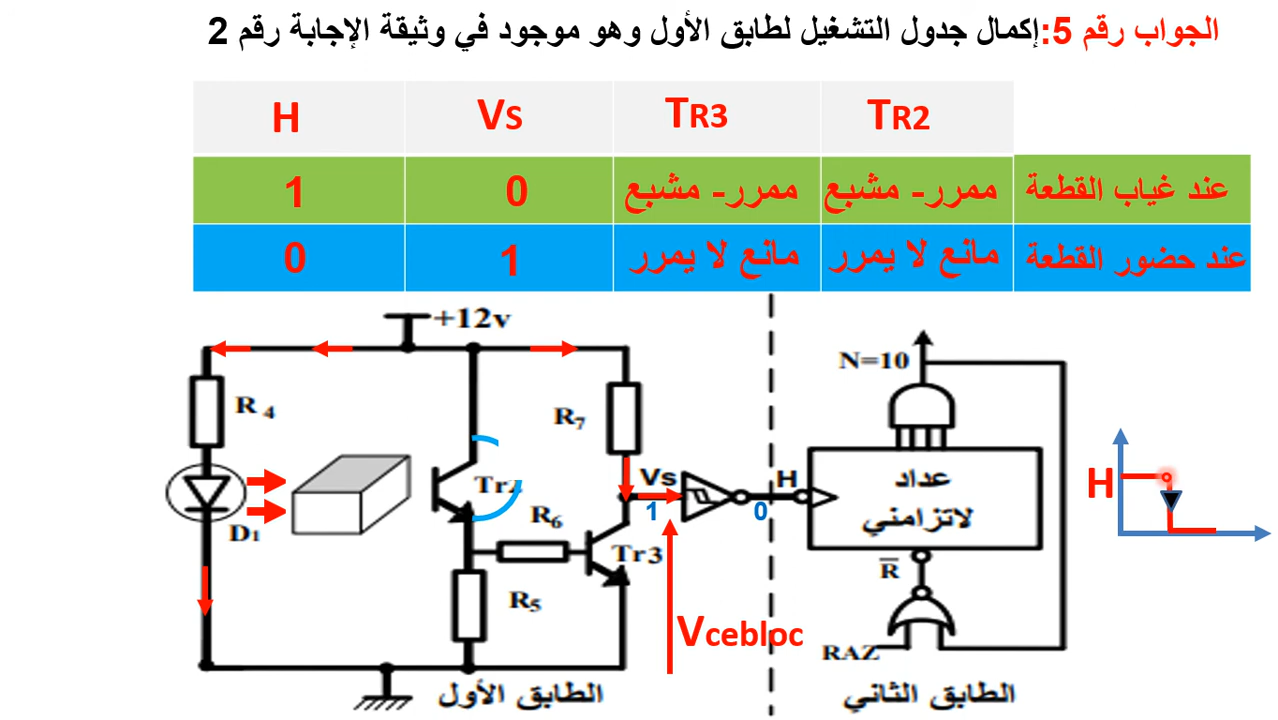 الجواب رقم 5:إكمال جدول التشغيل لطابق الأول وهو موجود في وثيقة الإجابة رقم 2
TR2 TR3 VS H
عند غياب القطعة ممرر- مشبع ممرر- مشبع 0 1
عند حضور القطعة مانع لا يمرر مانع لا يمرر 1 0
+12v
N=10
R4
R7
عداد
لاتزامني
Vs
H
H
Tr2
1
0
D1
R6
Tr3
R5
R
Vcebloc
RAZ
الطابق الأول
الطابق الثاني